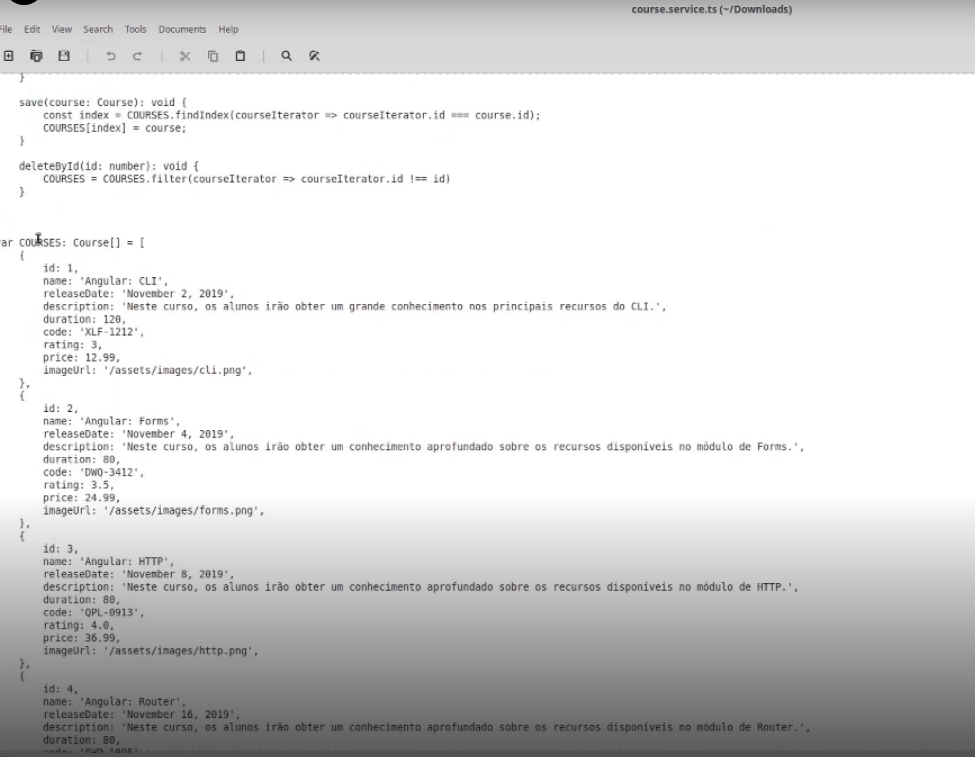 course.service.ts (~/Downloads)
File Edit View Search Tools Documents Help
}
save(course: Course): void {
const index = COURSES.findIndex(courseIterator => courseIterator.id === course.id);
COURSES[index] = course;
}
deleteById(id: number): void {
COURSES = COURSES.filter(courseIterator => courseIterator.id !== id)
}
var COURSES: Course[] = [
{
id: 1,
name: 'Angular: CLI',
releaseDate: 'November 2, 2019',
description: 'Neste curso, os alunos irão obter um grande conhecimento nos principais recursos do CLI.',
duration: 120,
code: 'XLF-1212',
rating: 3,
price: 12.99,
imageUrl: '/assets/images/cli.png',
},
{
id: 2,
name: 'Angular: Forms',
releaseDate: 'November 4, 2019',
description: 'Neste curso, os alunos irão obter um conhecimento aprofundado sobre os recursos disponíveis no módulo de Forms.',
duration: 80,
code: 'DWQ-3412',
rating: 3.5,
price: 24.99,
imageUrl: '/assets/images/forms.png',
},
{
id: 3,
name: 'Angular: HTTP',
releaseDate: 'November 8, 2019',
description: 'Neste curso, os alunos irão obter um conhecimento aprofundado sobre os recursos disponíveis no módulo de HTTP.',
duration: 80,
code: 'QPL-0913',
rating: 4.0,
price: 36.99,
imageUrl: '/assets/images/http.png',
},
{
id: 4,
name: 'Angular: Router',
releaseDate: 'November 16, 2019',
description: 'Neste curso, os alunos irão obter um conhecimento aprofundado sobre os recursos disponíveis no módulo de Router.',
duration: 80,